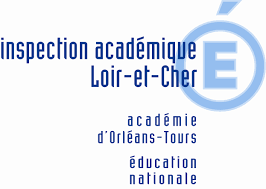 inspection académique
Loir-et-Cher
É
académie
d'Orléans-Tours
éducation
nationale